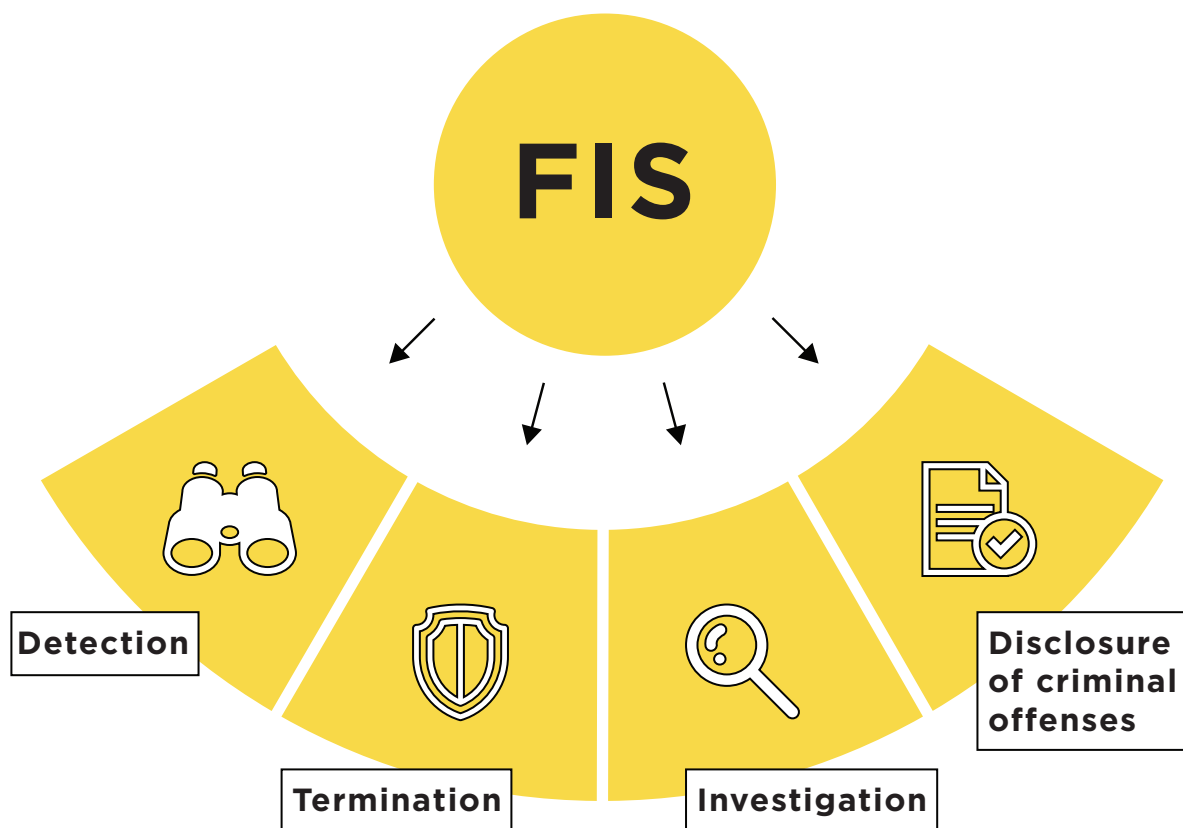 FIS
Detection
Termination
Investigation
Disclosure
of criminal
offenses